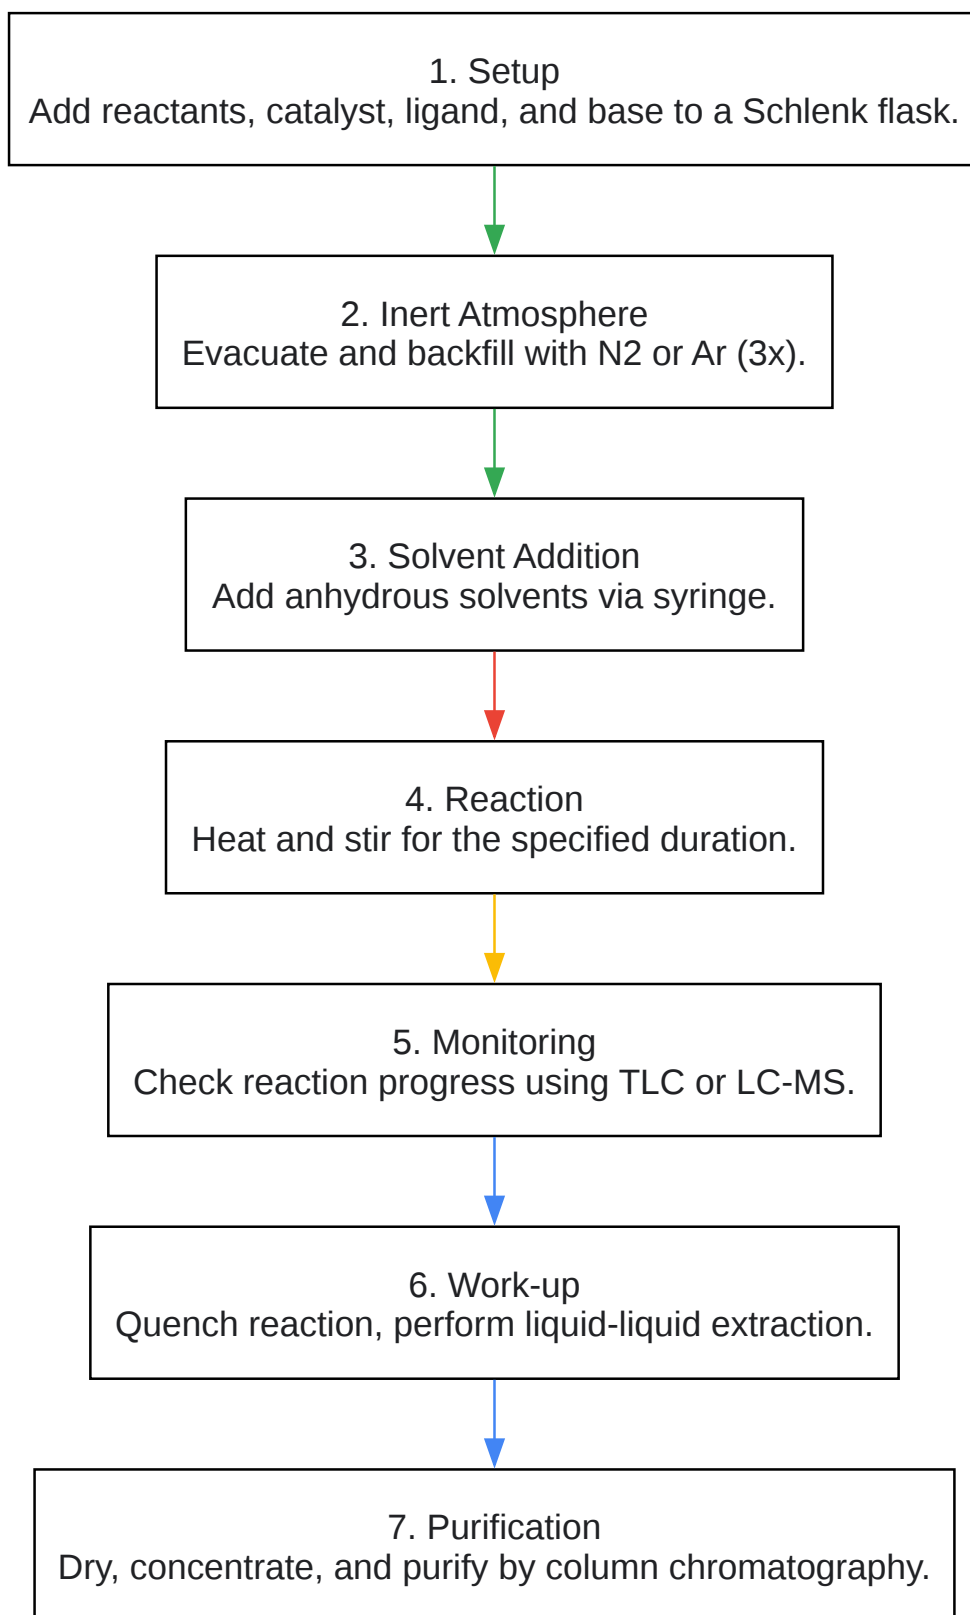 1. Setup
Add reactants, catalyst, ligand, and base to a Schlenk flask.
2. Inert Atmosphere
Evacuate and backfill with N2 or Ar (3x).
3. Solvent Addition
Add anhydrous solvents via syringe.
4. Reaction
Heat and stir for the specified duration.
5. Monitoring
Check reaction progress using TLC or LC-MS.
6. Work-up
Quench reaction, perform liquid-liquid extraction.
7. Purification
Dry, concentrate, and purify by column chromatography.